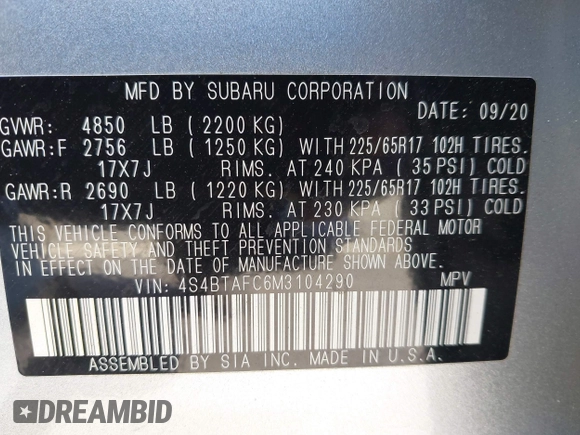 MFD BY SUBARU CORPORATION
DATE: 09/20
GVWR: 4850 LB ( 2200 KG)
GAWR:F 2756 LB ( 1250 KG) WITH 225/65R17 102H TIRES.
17X7J RIMS. AT 240 KPA ( 35 PSI) COLD
GAWR:R 2690 LB ( 1220 KG) WITH 225/65R17 102H TIRES.
17X7J RIMS. AT 230 KPA ( 33 PSI) COLD
THIS VEHICLE CONFORMS TO ALL APPLICABLE FEDERAL MOTOR
VEHICLE SAFETY AND THEFT PREVENTION STANDARDS
IN EFFECT ON THE DATE OF MANUFACTURE SHOWN ABOVE.
VIN: 4S4BTAFC6M3104290 MPV
ASSEMBLED BY SIA INC. MADE IN U.S.A.
DREAMBID